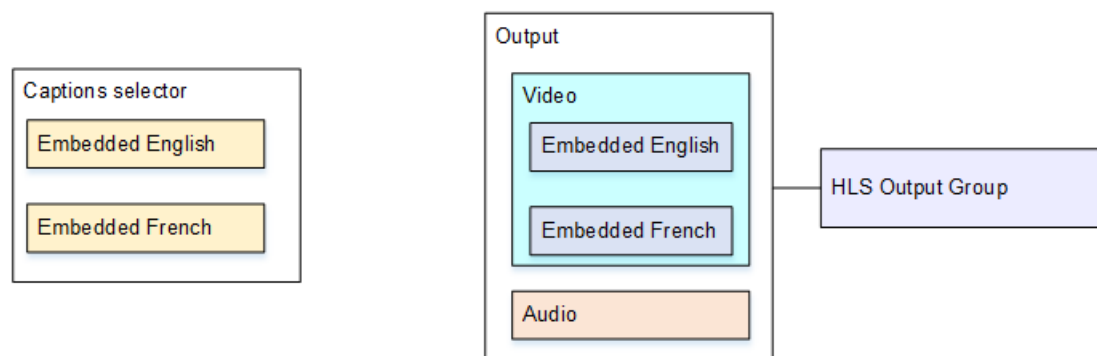 Captions selector
Embedded English
Embedded French
Output
Video
Embedded English
Embedded French
Audio
HLS Output Group